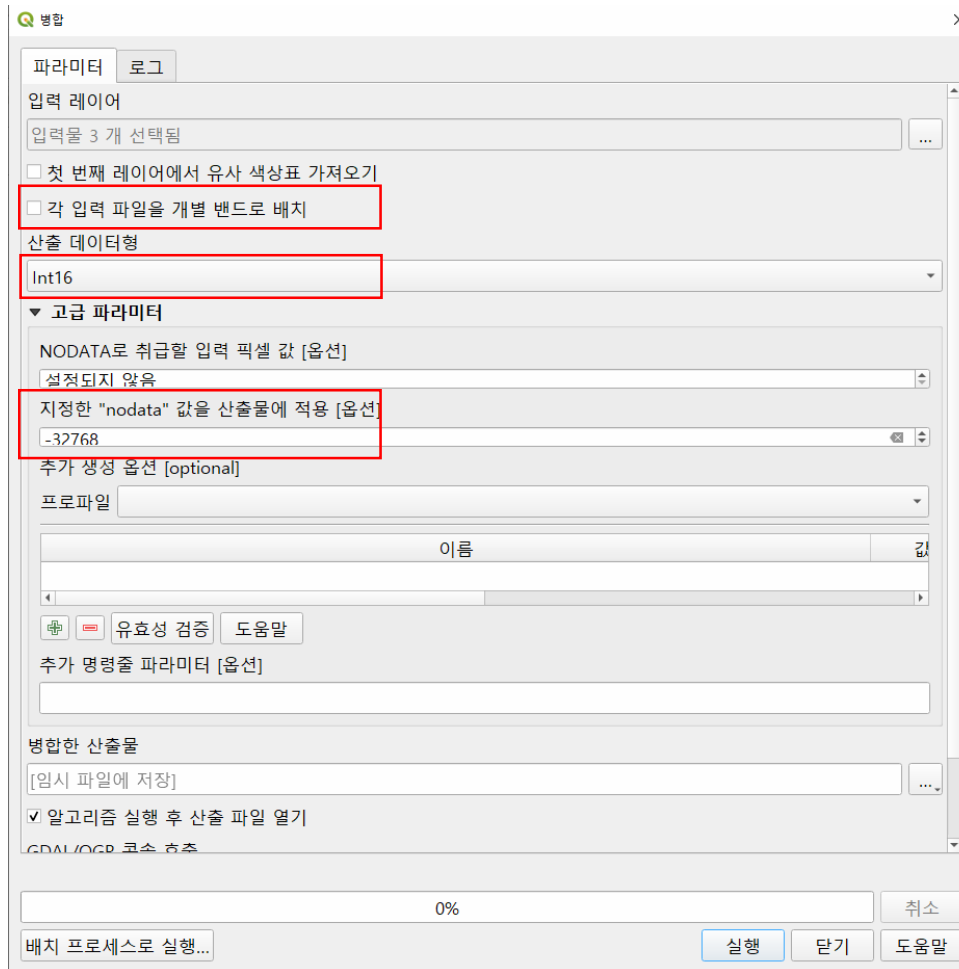 병합
파라미터
로그
입력 레이어
입력물 3 개 선택됨
...
첫 번째 레이어에서 유사 색상표 가져오기
각 입력 파일을 개별 밴드로 배치
산출 데이터형
Int16
고급 파라미터
NODATA로 취급할 입력 픽셀 값 [옵션]
설정되지 않음
지정한 "nodata" 값을 산출물에 적용 [옵션]
-32768
추가 생성 옵션 [optional]
프로파일
이름 값
유효성 검증 도움말
추가 명령줄 파라미터 [옵션]
병합한 산출물
[임시 파일에 저장]
...
알고리즘 실행 후 산출 파일 열기
GDAL/OGR 콘솔 호출
0%
취소
배치 프로세스로 실행... 실행 닫기 도움말